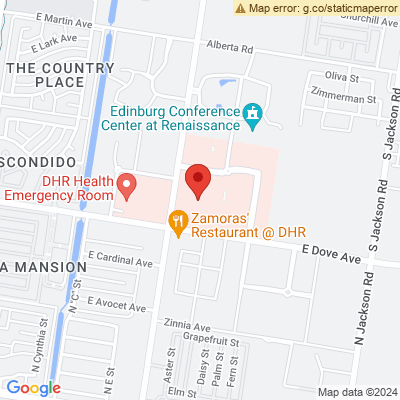 Map error: g.co/staticmaperror
E Martin Ave
Churchill Ave
E Lark Ave
Alberta Rd
Oliva St
THE COUNTRY
PLACE
Zimmerman St
Edinburg Conference
Center at Renaissance
S Jackson Rd
SCONDIDO
DHR Health
Emergency Room
S Jackson Rd
Zamoras'
Restaurant @ DHR
E Dove Ave
E Cardinal Ave
A MANSION
N "C" St
E Avocet Ave
N Jackson Rd
Zinnia Ave
Grapefruit St
N Cynthia St
N E St
Aster St
Daisy St
Palm St
Fern St
Elm St
Google
Map data ©2024